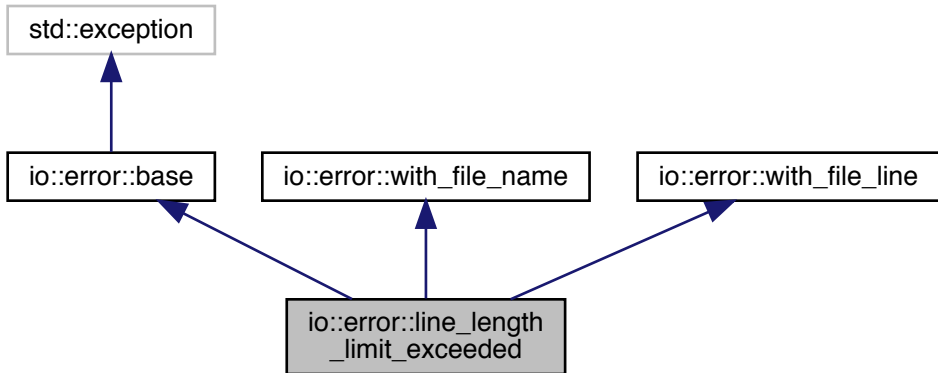 std::exception
io::error::base
io::error::with_file_name
io::error::with_file_line
io::error::line_length
_limit_exceeded